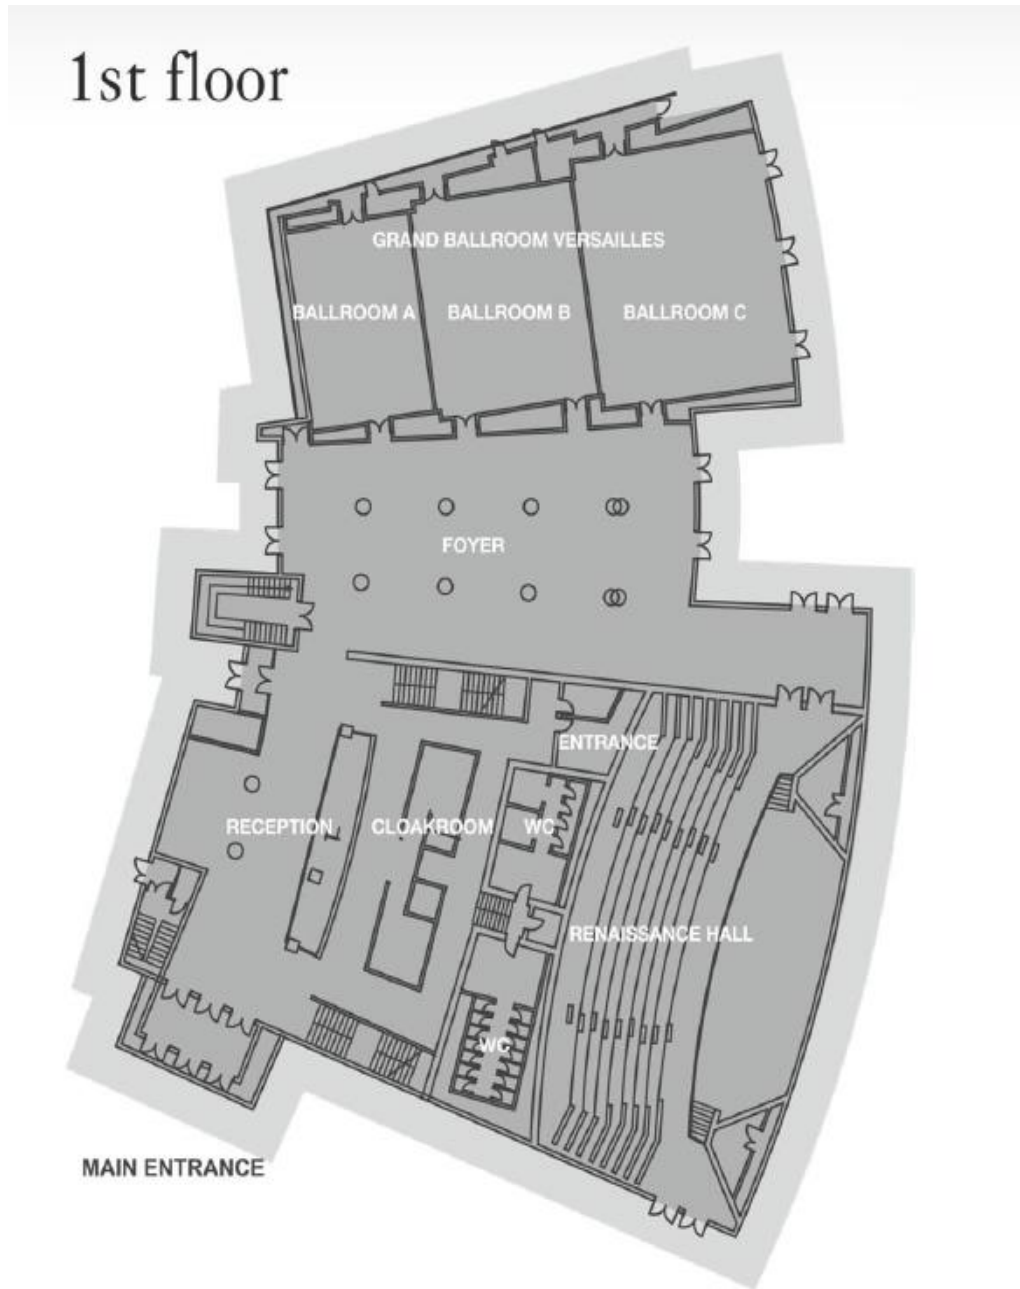 1st floor
GRAND BALLROOM VERSAILLES
BALLROOM A
BALLROOM B
BALLROOM C
FOYER
ENTRANCE
RECEPTION
CLOAKROOM
WC
RENAISSANCE HALL
WC
MAIN ENTRANCE